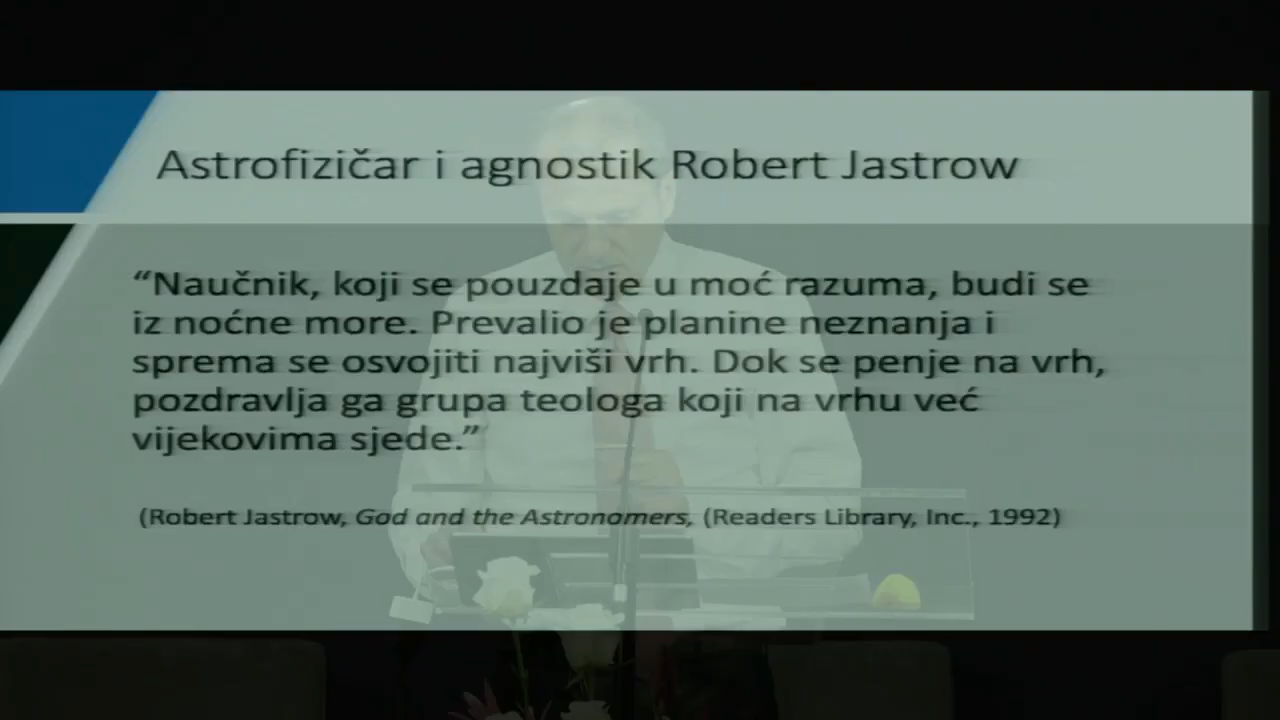 Astrofizičar i agnostik Robert Jastrow
“Naučnik, koji se pouzdaje u moć razuma, budi se
iz noćne more. Prevalio je planine neznanja i
sprema se osvojiti najviši vrh. Dok se penje na vrh,
pozdravlja ga grupa teologa koji na vrhu već
vijekovima sjede.”
(Robert Jastrow, God and the Astronomers, (Readers Library, Inc., 1992)